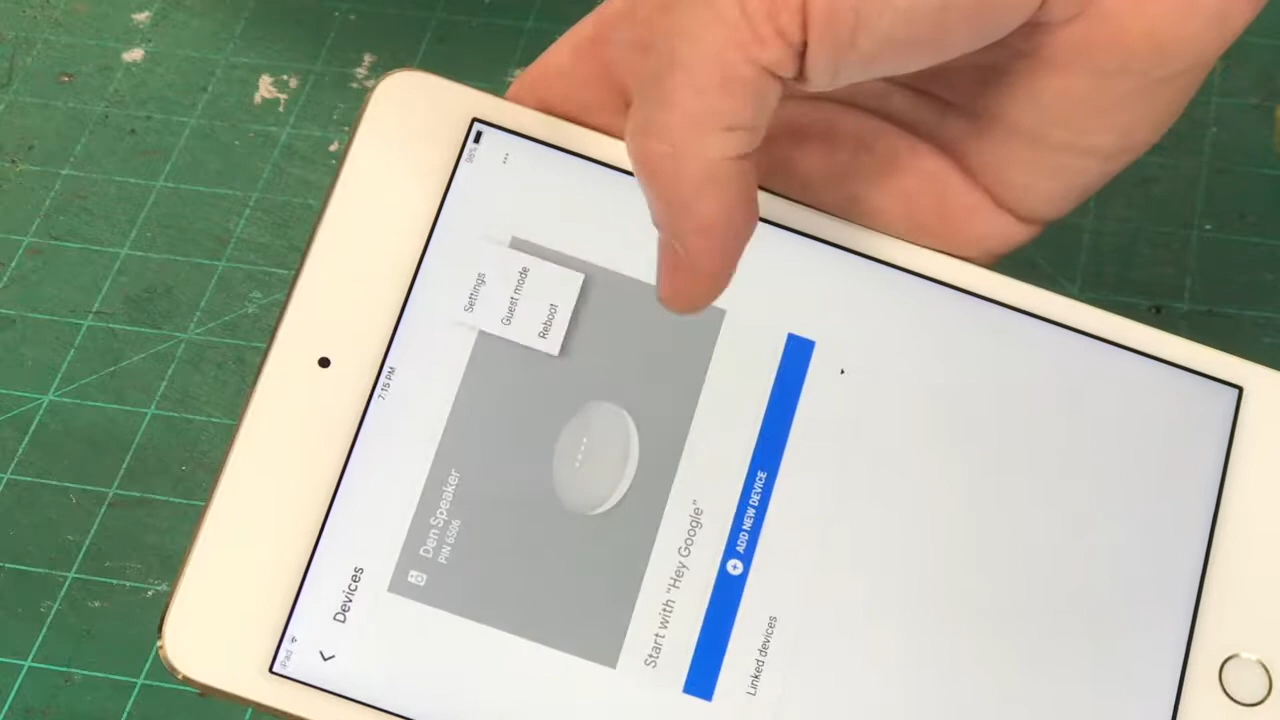 iPad
7:15 PM
98%
Devices
Den Speaker
PIN 6506
Settings
Guest mode
Reboot
Start with "Hey Google"
ADD NEW DEVICE
Linked devices